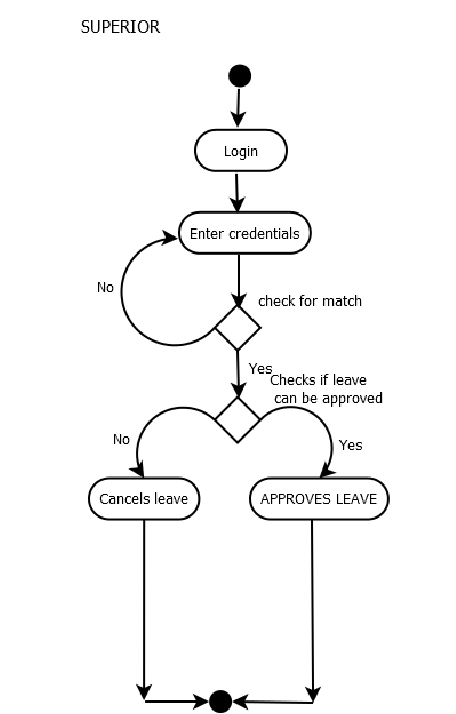 SUPERIOR
Login
Enter credentials
No
check for match
Yes
Checks if leave
can be approved
No
Yes
Cancels leave
APPROVES LEAVE